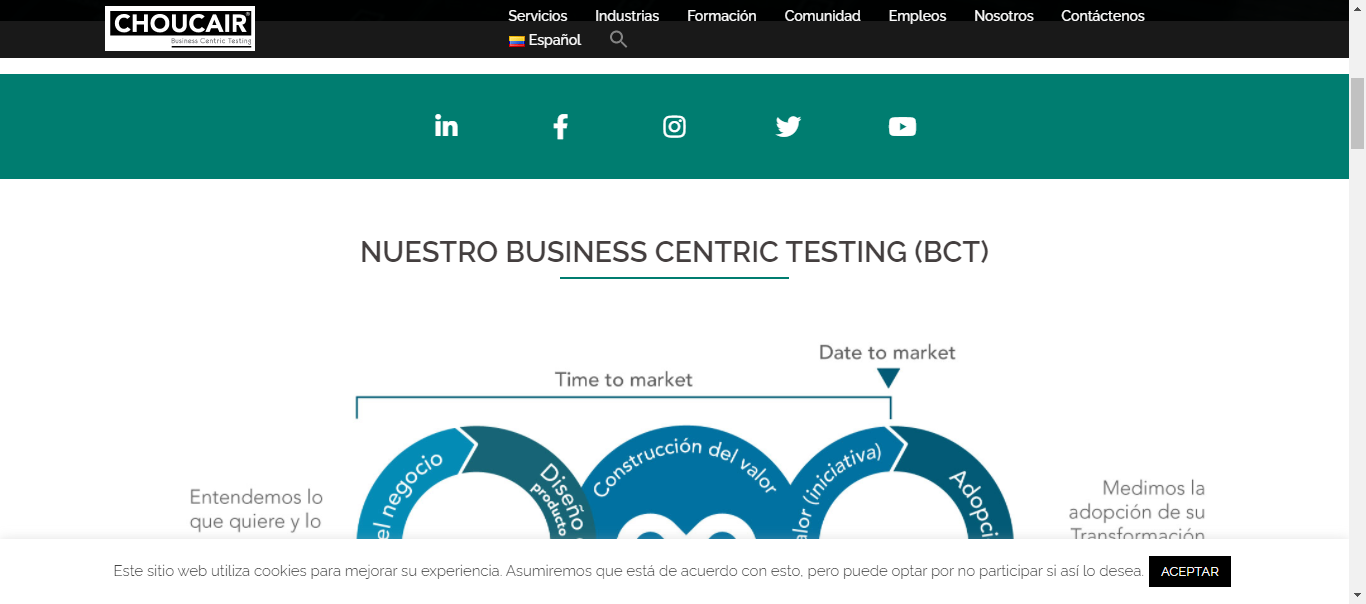 CHOUCAIR
Business Centric Testing
Servicios Industrias Formación Comunidad Empleos Nosotros Contáctenos
Español
NUESTRO BUSINESS CENTRIC TESTING (BCT)
Date to market
Time to market
el negocio
Diseño
producto
Construcción del valor
alor (iniciativa)
Adopci
Entendemos lo
que quiere y lo
Medimos la
adopción de su
Transformación
Este sitio web utiliza cookies para mejorar su experiencia. Asumiremos que está de acuerdo con esto, pero puede optar por no participar si así lo desea. ACEPTAR